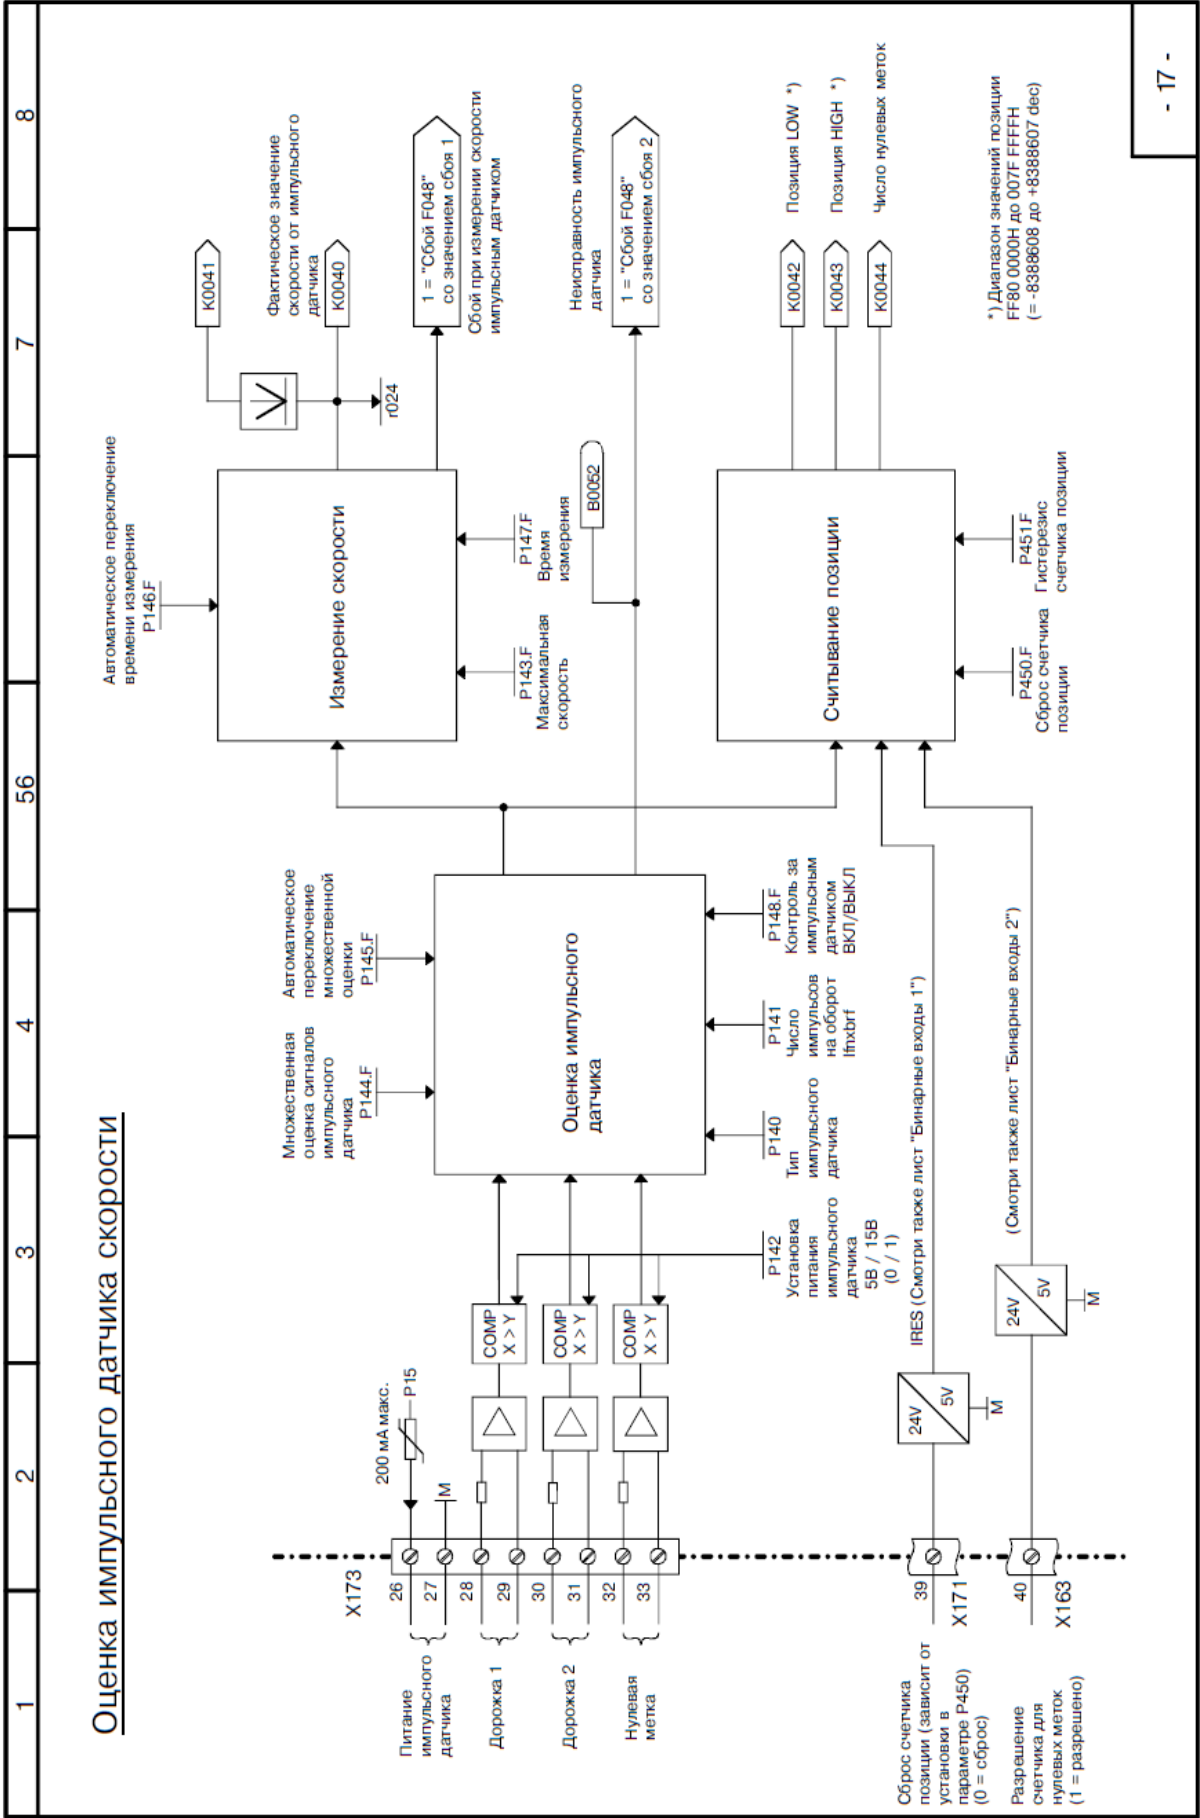 Оценка импульсного датчика скорости
1
2
3
4
56
7
8
- 17 -
Автоматическое переключение
времени измерения
P146.F
K0041
Фактическое значение
скорости от импульсного
датчика
K0040
r024
Измерение скорости
1 = "Сбой F048"
со значением сбоя 1
Сбой при измерении скорости
импульсным датчиком
P143.F
Максимальная
скорость
P147.F
Время
измерения
B0052
Неисправность импульсного
датчика
1 = "Сбой F048"
со значением сбоя 2
Множественная
оценка сигналов
импульсного
датчика
P144.F
Автоматическое
переключение
множественной
оценки
P145.F
X173
200 мА макс.
P15
M
26
27
28
29
30
31
32
33
Питание
импульсного
датчика
Дорожка 1
Дорожка 2
Нулевая
метка
COMP
X > Y
COMP
X > Y
COMP
X > Y
Оценка импульсного
датчика
P142
Установка
питания
импульсного
датчика
5В / 15В
(0 / 1)
P140
Тип
импульсного
датчика
P141
Число
импульсов
на оборот
lfnxbrf
P148.F
Контроль за
импульсным
датчиком
ВКЛ/ВЫКЛ
Считывание позиции
K0042
Позиция LOW *)
K0043
Позиция HIGH *)
K0044
Число нулевых меток
P450.F
Сброс счетчика
позиции
P451.F
Гистерезис
счетчика позиции
*) Диапазон значений позиции
FF80 0000H до 007F FFFFH
(= -8388608 до +8388607 dec)
Сброс счетчика
позиции (зависит от
установки в
параметре P450)
(0 = сброс)
39
X171
24V
5V
M
IRES (Смотри также лист "Бинарные входы 1")
Разрешение
счетчика для
нулевых меток
(1 = разрешено)
40
X163
24V
5V
M
(Смотри также лист "Бинарные входы 2")